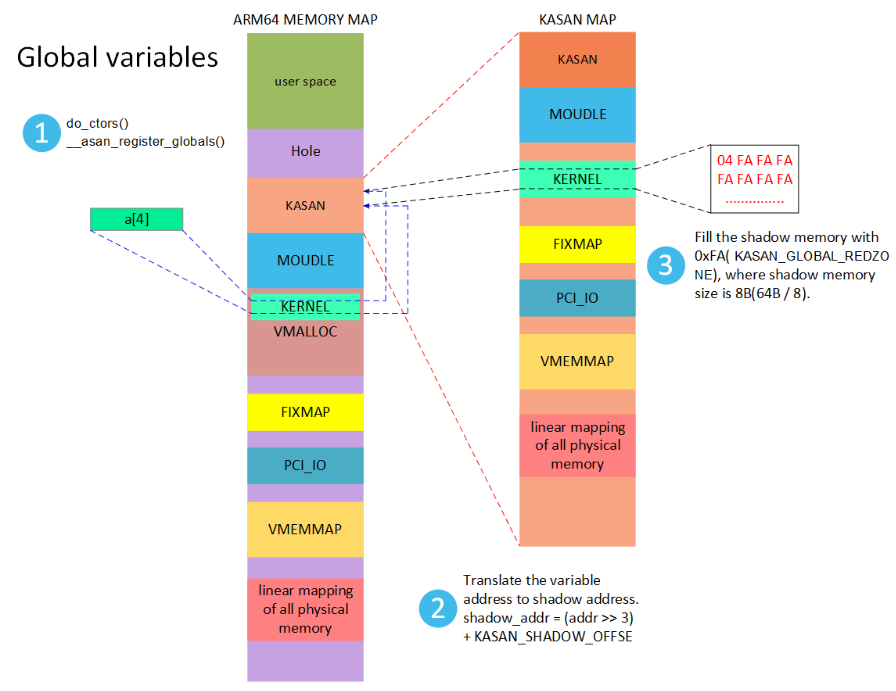 ARM64 MEMORY MAP
KASAN MAP
Global variables
1
do_ctors()
__asan_register_globals()
a[4]
user space
Hole
KASAN
MOUDLE
KERNEL
VMALLOC
FIXMAP
PCI_IO
VMEMMAP
linear mapping
of all physical
memory
KASAN
MOUDLE
KERNEL
FIXMAP
PCI_IO
VMEMMAP
linear mapping
of all physical
memory
04 FA FA FA
FA FA FA FA
...............
3
Fill the shadow memory with
0xFA( KASAN_GLOBAL_REDZO
NE), where shadow memory
size is 8B(64B / 8).
2
Translate the variable
address to shadow address.
shadow_addr = (addr >> 3)
+ KASAN_SHADOW_OFFSE